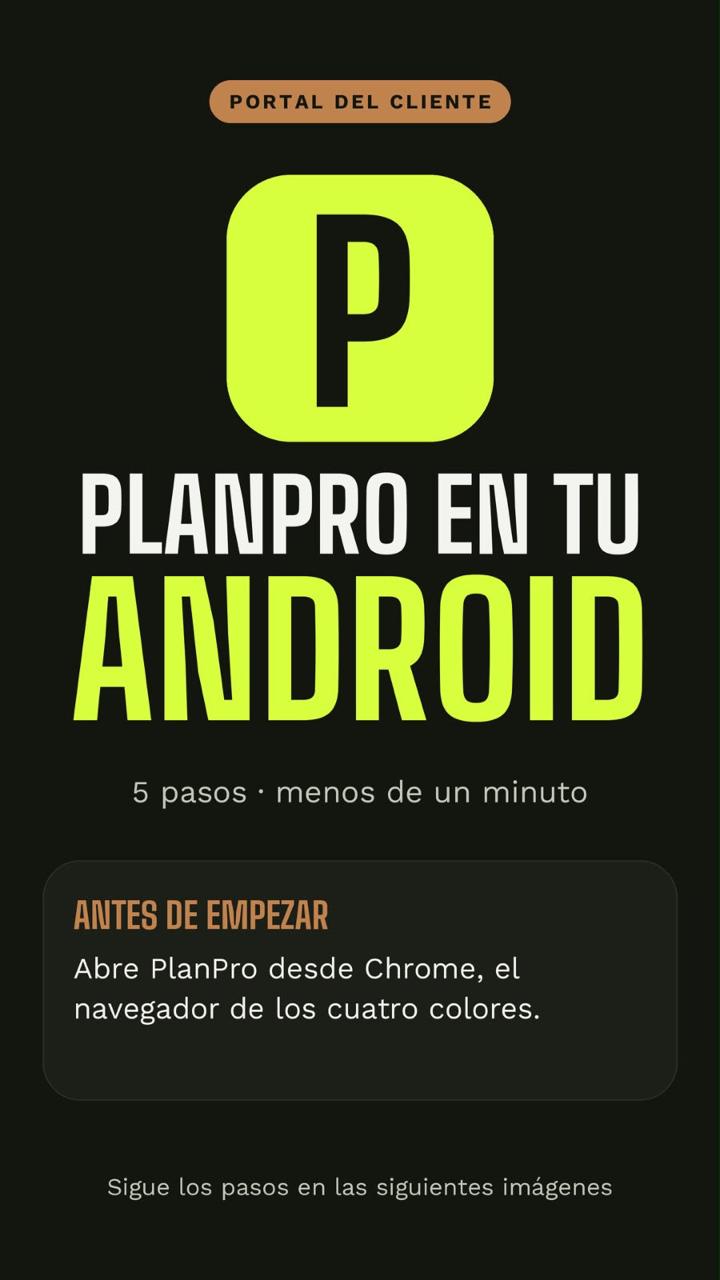 PORTAL DEL CLIENTE
P
PLANPRO EN TU
ANDROID
5 pasos · menos de un minuto
ANTES DE EMPEZAR
Abre PlanPro desde Chrome, el
navegador de los cuatro colores.
Sigue los pasos en las siguientes imágenes